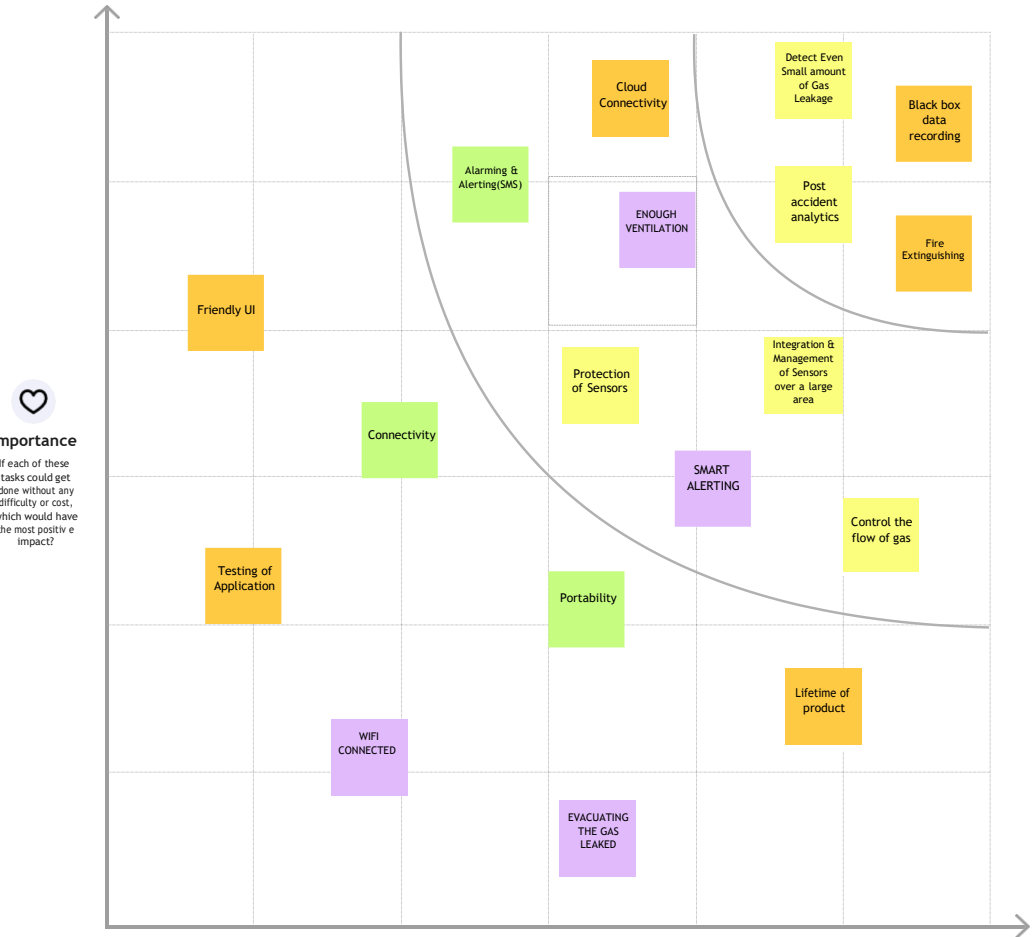 Detect Even
Small amount
of Gas
Leakage
Cloud
Connectivity
Black box
data
recording
Alarming &
Alerting(SMS)
Post
accident
analytics
ENOUGH
VENTILATION
Fire
Extinguishing
Friendly UI
Integration &
Management
of Sensors
over a large
area
Protection
of Sensors
Connectivity
mportance
If each of these
tasks could get
done without any
difficulty or cost,
which would have
the most positiv e
impact?
SMART
ALERTING
Control the
flow of gas
Testing of
Application
Portability
Lifetime of
product
WIFI
CONNECTED
EVACUATING
THE GAS
LEAKED